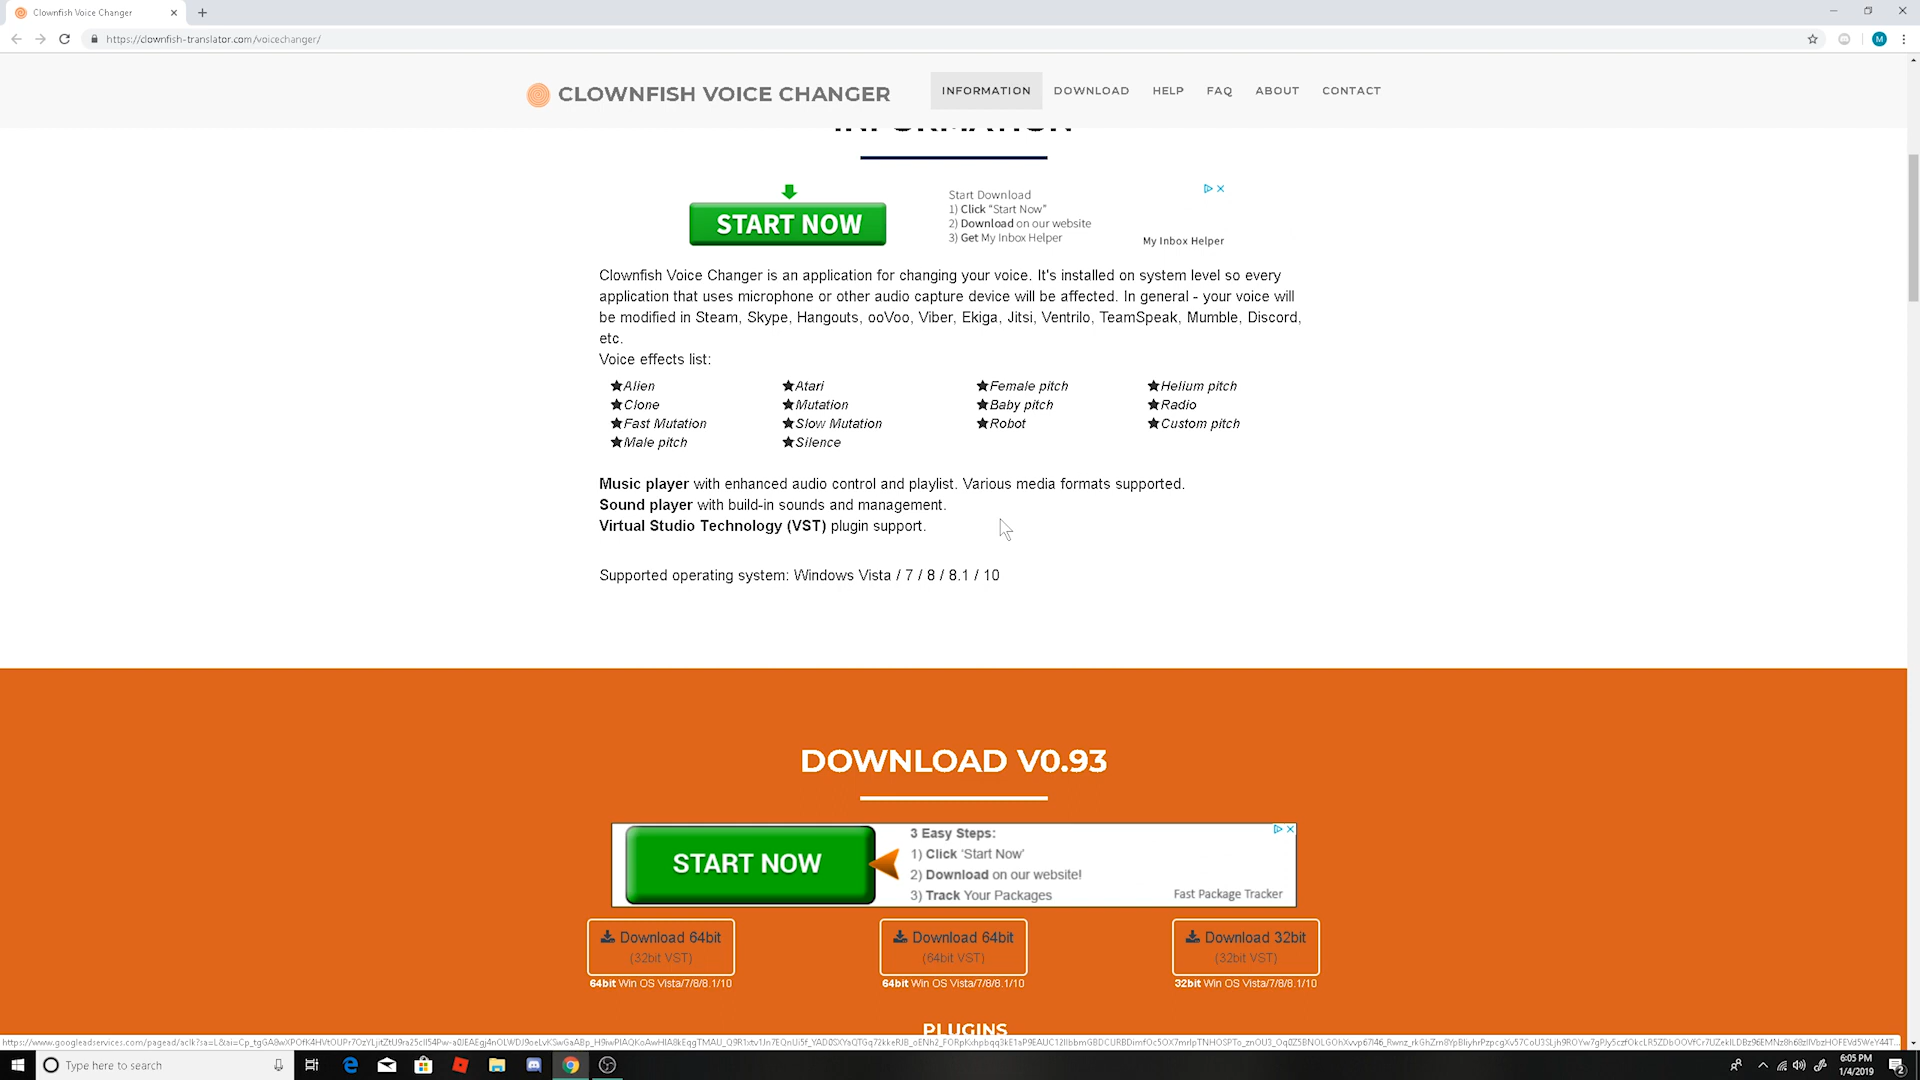 Clownfish Voice Changer
https://clownfish-translator.com/voicechanger/
M
CLOWNFISH VOICE CHANGER
INFORMATION
DOWNLOAD
HELP
FAQ
ABOUT
CONTACT
INFORMATION
START NOW
Start Download
1) Click "Start Now"
2) Download on our website
3) Get My Inbox Helper
My Inbox Helper
Clownfish Voice Changer is an application for changing your voice. It's installed on system level so every
application that uses microphone or other audio capture device will be affected. In general - your voice will
be modified in Steam, Skype, Hangouts, ooVoo, Viber, Ekiga, Jitsi, Ventrilo, TeamSpeak, Mumble, Discord,
etc.
Voice effects list:
★Alien ★Atari ★Female pitch ★Helium pitch
★Clone ★Mutation ★Baby pitch ★Radio
★Fast Mutation ★Slow Mutation ★Robot ★Custom pitch
★Male pitch ★Silence
Music player with enhanced audio control and playlist. Various media formats supported.
Sound player with build-in sounds and management.
Virtual Studio Technology (VST) plugin support.
Supported operating system: Windows Vista / 7 / 8 / 8.1 / 10
DOWNLOAD V0.93
START NOW
3 Easy Steps:
1) Click 'Start Now'
2) Download on our website!
3) Track Your Packages
Fast Package Tracker
Download 64bit
(32bit VST)
64bit Win OS Vista/7/8/8.1/10
Download 64bit
(64bit VST)
64bit Win OS Vista/7/8/8.1/10
Download 32bit
(32bit VST)
32bit Win OS Vista/7/8/8.1/10
PLUGINS
Type here to search
6:05 PM
1/4/2019
2